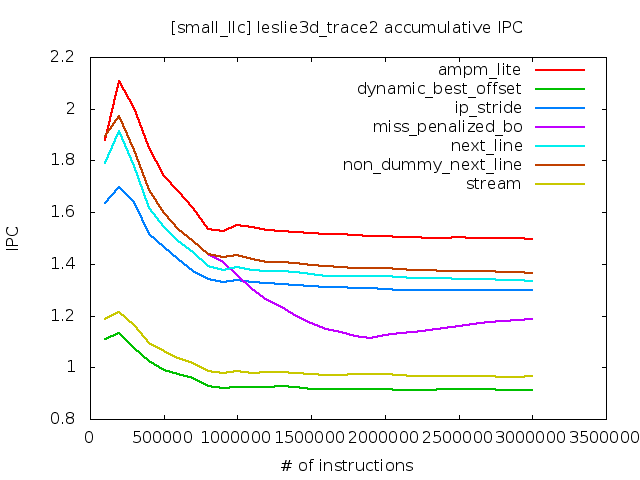 [small_llc] leslie3d_trace2 accumulative IPC
2.2
2
1.8
1.6
1.4
1.2
1
0.8
IPC
ampm_lite
dynamic_best_offset
ip_stride
miss_penalized_bo
next_line
non_dummy_next_line
stream
0 500000 1000000 1500000 2000000 2500000 3000000 3500000
# of instructions